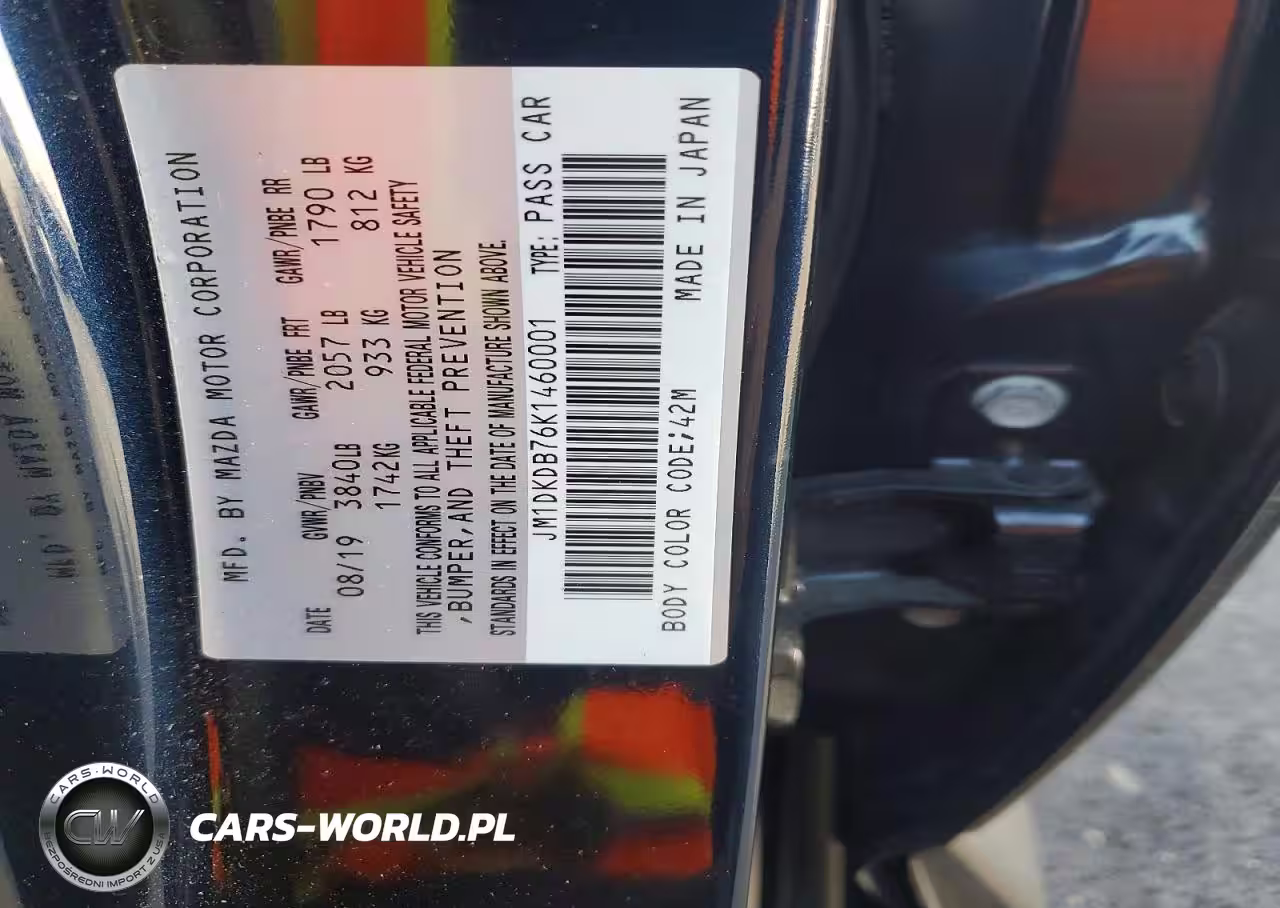 MFD. BY MAZDA MOTOR CORPORATION
DATE GVWR/PNBV GAWR/PNBE FRT GAWR/PNBE RR
08/19 3840LB 2057 LB 1790 LB
1742KG 933 KG 812 KG
THIS VEHICLE CONFORMS TO ALL APPLICABLE FEDERAL MOTOR VEHICLE SAFETY
,BUMPER,AND THEFT PREVENTION
STANDARDS IN EFFECT ON THE DATE OF MANUFACTURE SHOWN ABOVE.
JM1DKDB76K1460001 TYPE: PASS CAR
BODY COLOR CODE;42M MADE IN JAPAN
CARS·WORLD
CW
BEZPOŚREDNI IMPORT Z USA
CARS-WORLD.PL